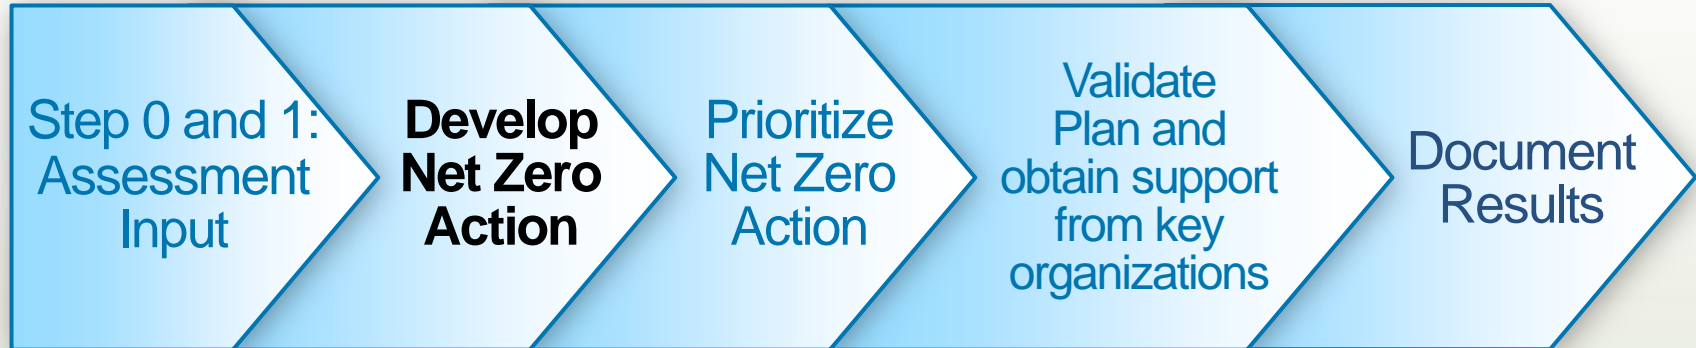 Step 0 and 1:
Assessment
Input
Develop
Net Zero
Action
Prioritize
Net Zero
Action
Validate
Plan and
obtain support
from key
organizations
Document
Results